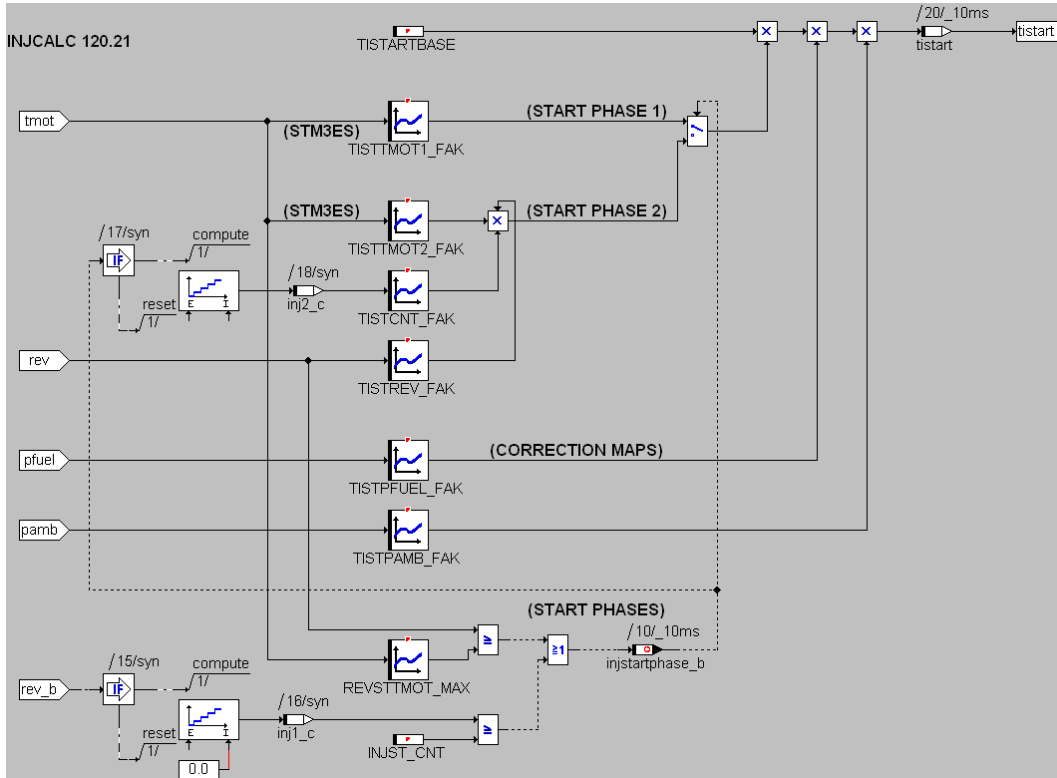 /20/_10ms
INJCALC 120.21
TISTARTBASE
tistart
tistart
tmot
(START PHASE 1)
(STM3ES)
TISTTMOT1_FAK
(STM3ES)
(START PHASE 2)
×
×
×
×
/17/syn
compute
1/
TISTTMOT2_FAK
IF
/18/syn
reset
1/
E I
inj2_c
TISTCNT_FAK
rev
TISTREV_FAK
(CORRECTION MAPS)
pfuel
TISTPFUEL_FAK
pamb
TISTPAMB_FAK
(START PHASES)
/10/_10ms
≥
≥1
injstartphase_b
/15/syn
compute
1/
REVSTTMOT_MAX
rev_b
IF
/16/syn
reset
1/
E I
inj1_c
≥
INJST_CNT
0.0